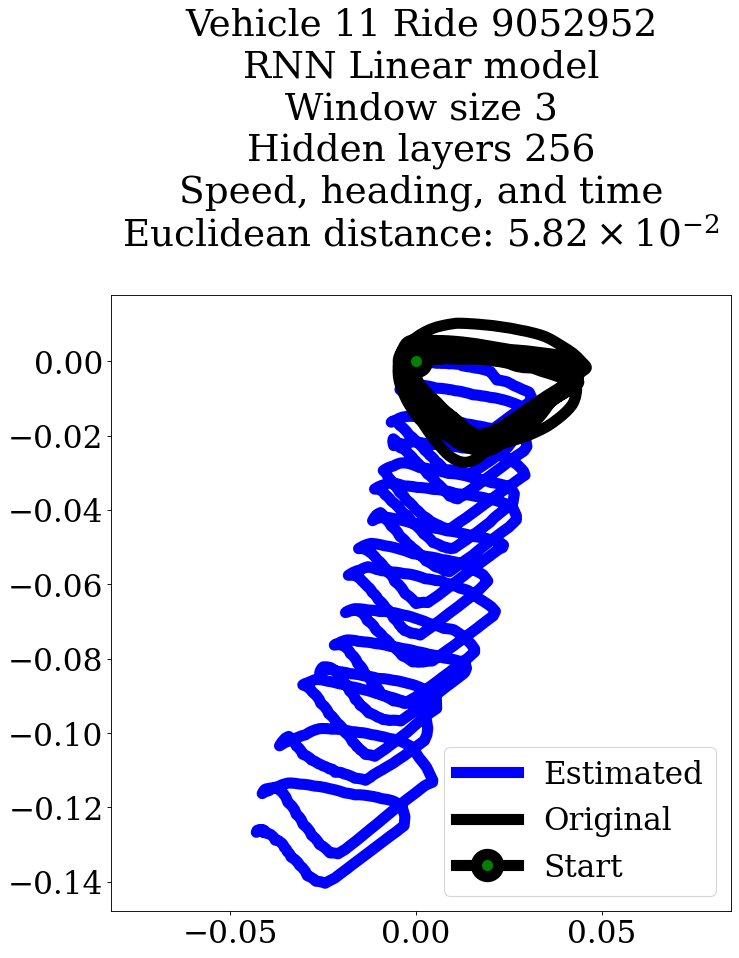 Vehicle 11 Ride 9052952
RNN Linear model
Window size 3
Hidden layers 256
Speed, heading, and time
Euclidean distance: 5.82 × 10⁻²
0.00
−0.02
−0.04
−0.06
−0.08
−0.10
−0.12
−0.14
−0.05
0.00
0.05
Estimated
Original
Start